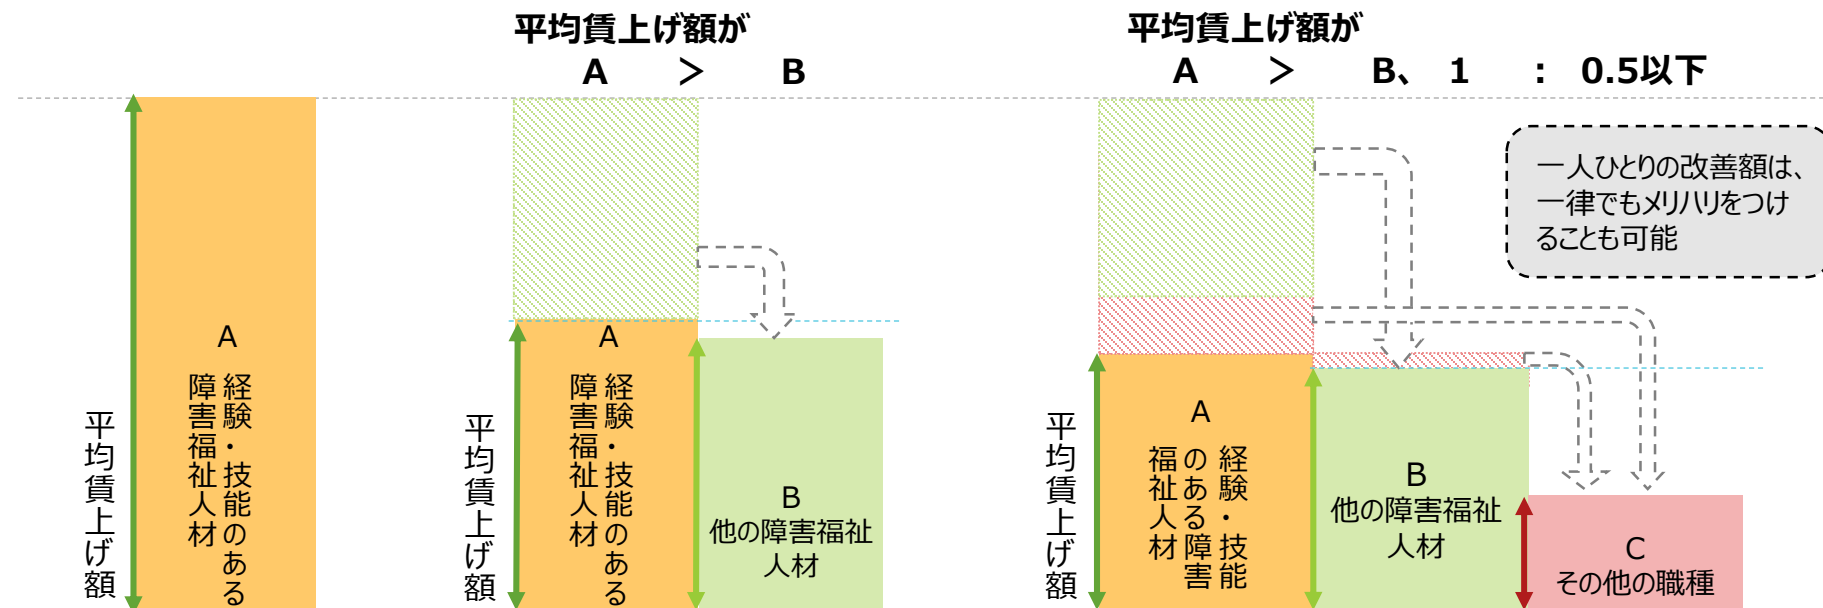 平均賃上げ額が
A ＞ B
平均賃上げ額が
A ＞ B、 1 : 0.5以下
一人ひとりの改善額は、
一律でもメリハリをつけ
ることも可能
平均賃上げ額
A
経験・技能のある
障害福祉人材
平均賃上げ額
A
経験・技能のある
障害福祉人材
B
他の障害福祉
人材
平均賃上げ額
A
経験・技能
のある障害
福祉人材
B
他の障害福祉
人材
C
その他の職種